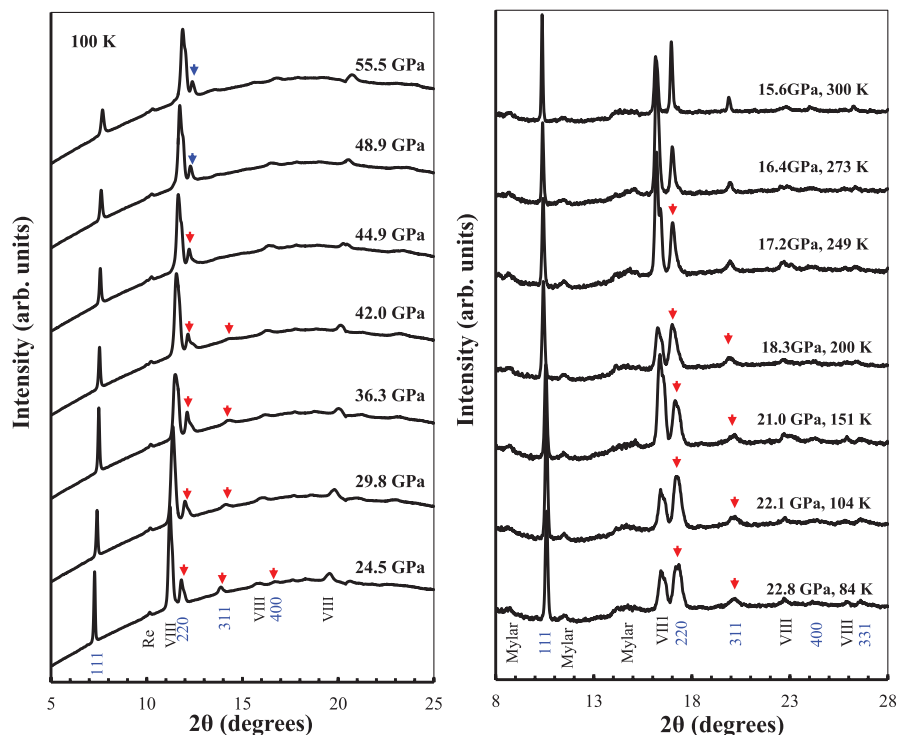 100 K
55.5 GPa
48.9 GPa
44.9 GPa
42.0 GPa
36.3 GPa
29.8 GPa
24.5 GPa
111
Re
VIII
220
311
VIII
400
VIII
5
10
15
20
25
2θ (degrees)
Intensity (arb. units)
15.6GPa, 300 K
16.4GPa, 273 K
17.2GPa, 249 K
18.3GPa, 200 K
21.0 GPa, 151 K
22.1 GPa, 104 K
22.8 GPa, 84 K
Mylar
111
Mylar
Mylar
VIII
220
311
VIII
400
VIII
331
8
13
18
23
28
2θ (degrees)
Intensity (arb. units)